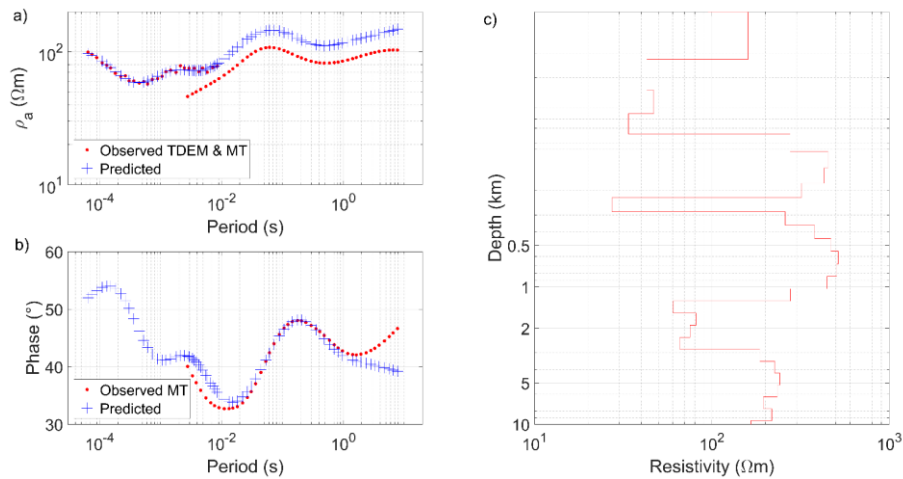 a)
ρa (Ωm)
10²
10¹
Observed TDEM & MT
Predicted
10⁻⁴ 10⁻² 10⁰
Period (s)
b)
Phase (°)
60
50
40
30
Observed MT
Predicted
10⁻⁴ 10⁻² 10⁰
Period (s)
c)
Depth (km)
0.5
1
2
5
10
10¹ 10² 10³
Resistivity (Ωm)